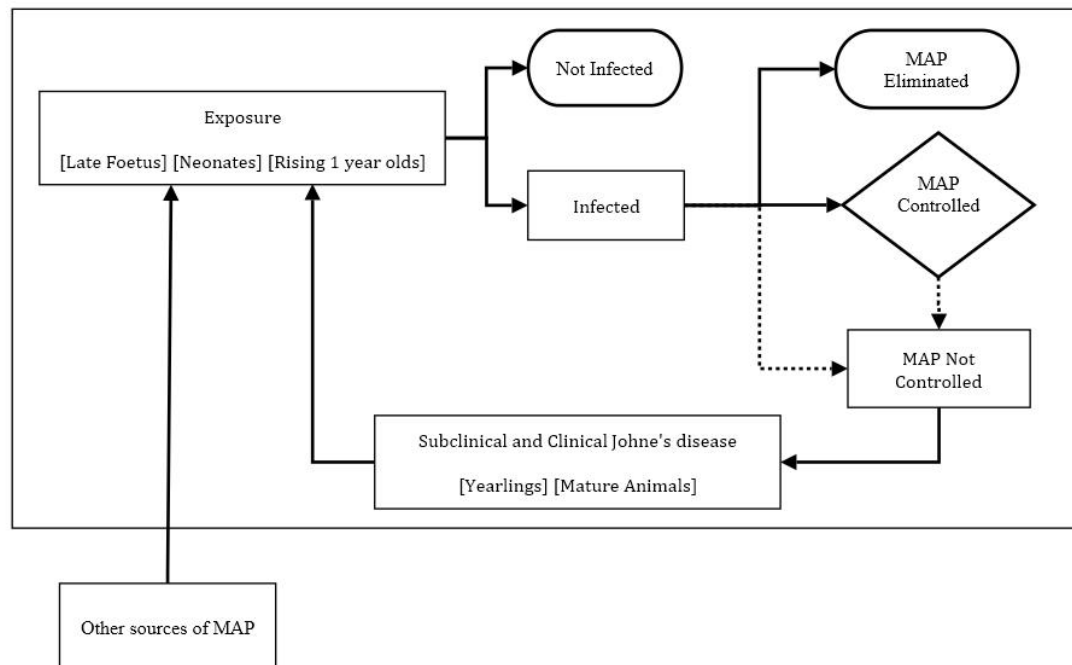 Not Infected
MAP
Eliminated
Exposure
[Late Foetus] [Neonates] [Rising 1 year olds]
Infected
MAP
Controlled
MAP Not
Controlled
Subclinical and Clinical Johne's disease
[Yearlings] [Mature Animals]
Other sources of MAP